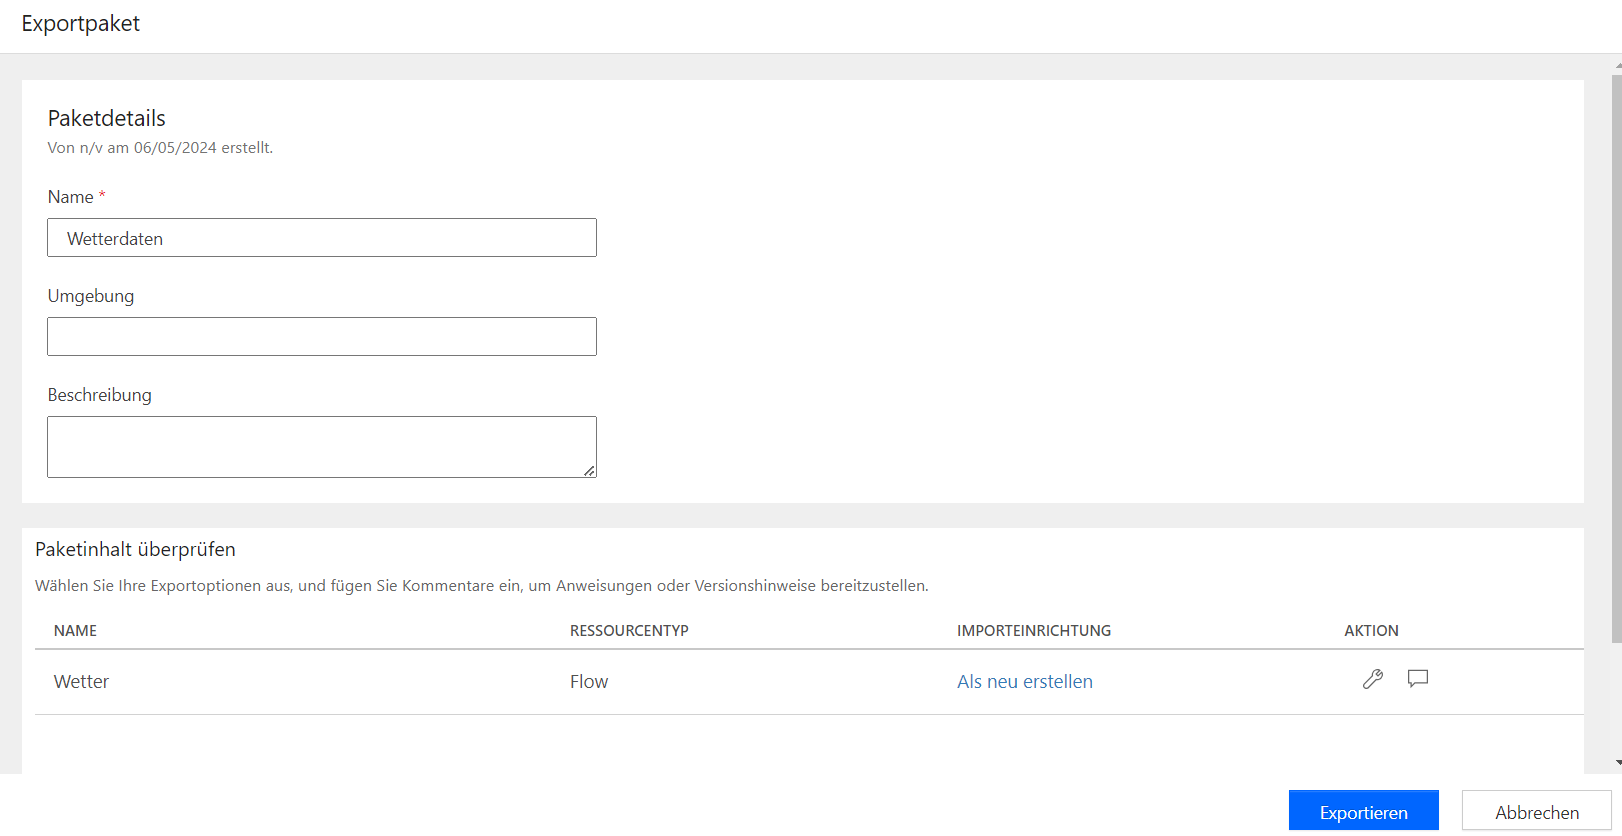 Exportpaket
Paketdetails
Von n/v am 06/05/2024 erstellt.
Name *
Wetterdaten
Umgebung
Beschreibung
Paketinhalt überprüfen
Wählen Sie Ihre Exportoptionen aus, und fügen Sie Kommentare ein, um Anweisungen oder Versionshinweise bereitzustellen.
NAME RESSOURCENTYP IMPORTEINRICHTUNG AKTION
Wetter Flow Als neu erstellen
Exportieren Abbrechen